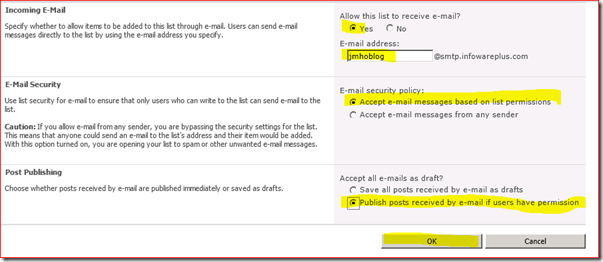 Incoming E-Mail
Specify whether to allow items to be added to this list through e-mail. Users can send e-mail
messages directly to the list by using the e-mail address you specify.
Allow this list to receive e-mail?
Yes No
E-mail address:
jmhoblog @smtp.infowareplus.com
E-Mail Security
Use list security for e-mail to ensure that only users who can write to the list can send e-mail to the
list.
Caution: If you allow e-mail from any sender, you are bypassing the security settings for the list.
This means that anyone could send an e-mail to the list's address and their item would be added.
With this option turned on, you are opening your list to spam or other unwanted e-mail messages.
E-mail security policy:
Accept e-mail messages based on list permissions
Accept e-mail messages from any sender
Post Publishing
Choose whether posts received by e-mail are published immediately or saved as drafts.
Accept all e-mails as draft?
Save all posts received by e-mail as drafts
Publish posts received by e-mail if users have permission
OK Cancel